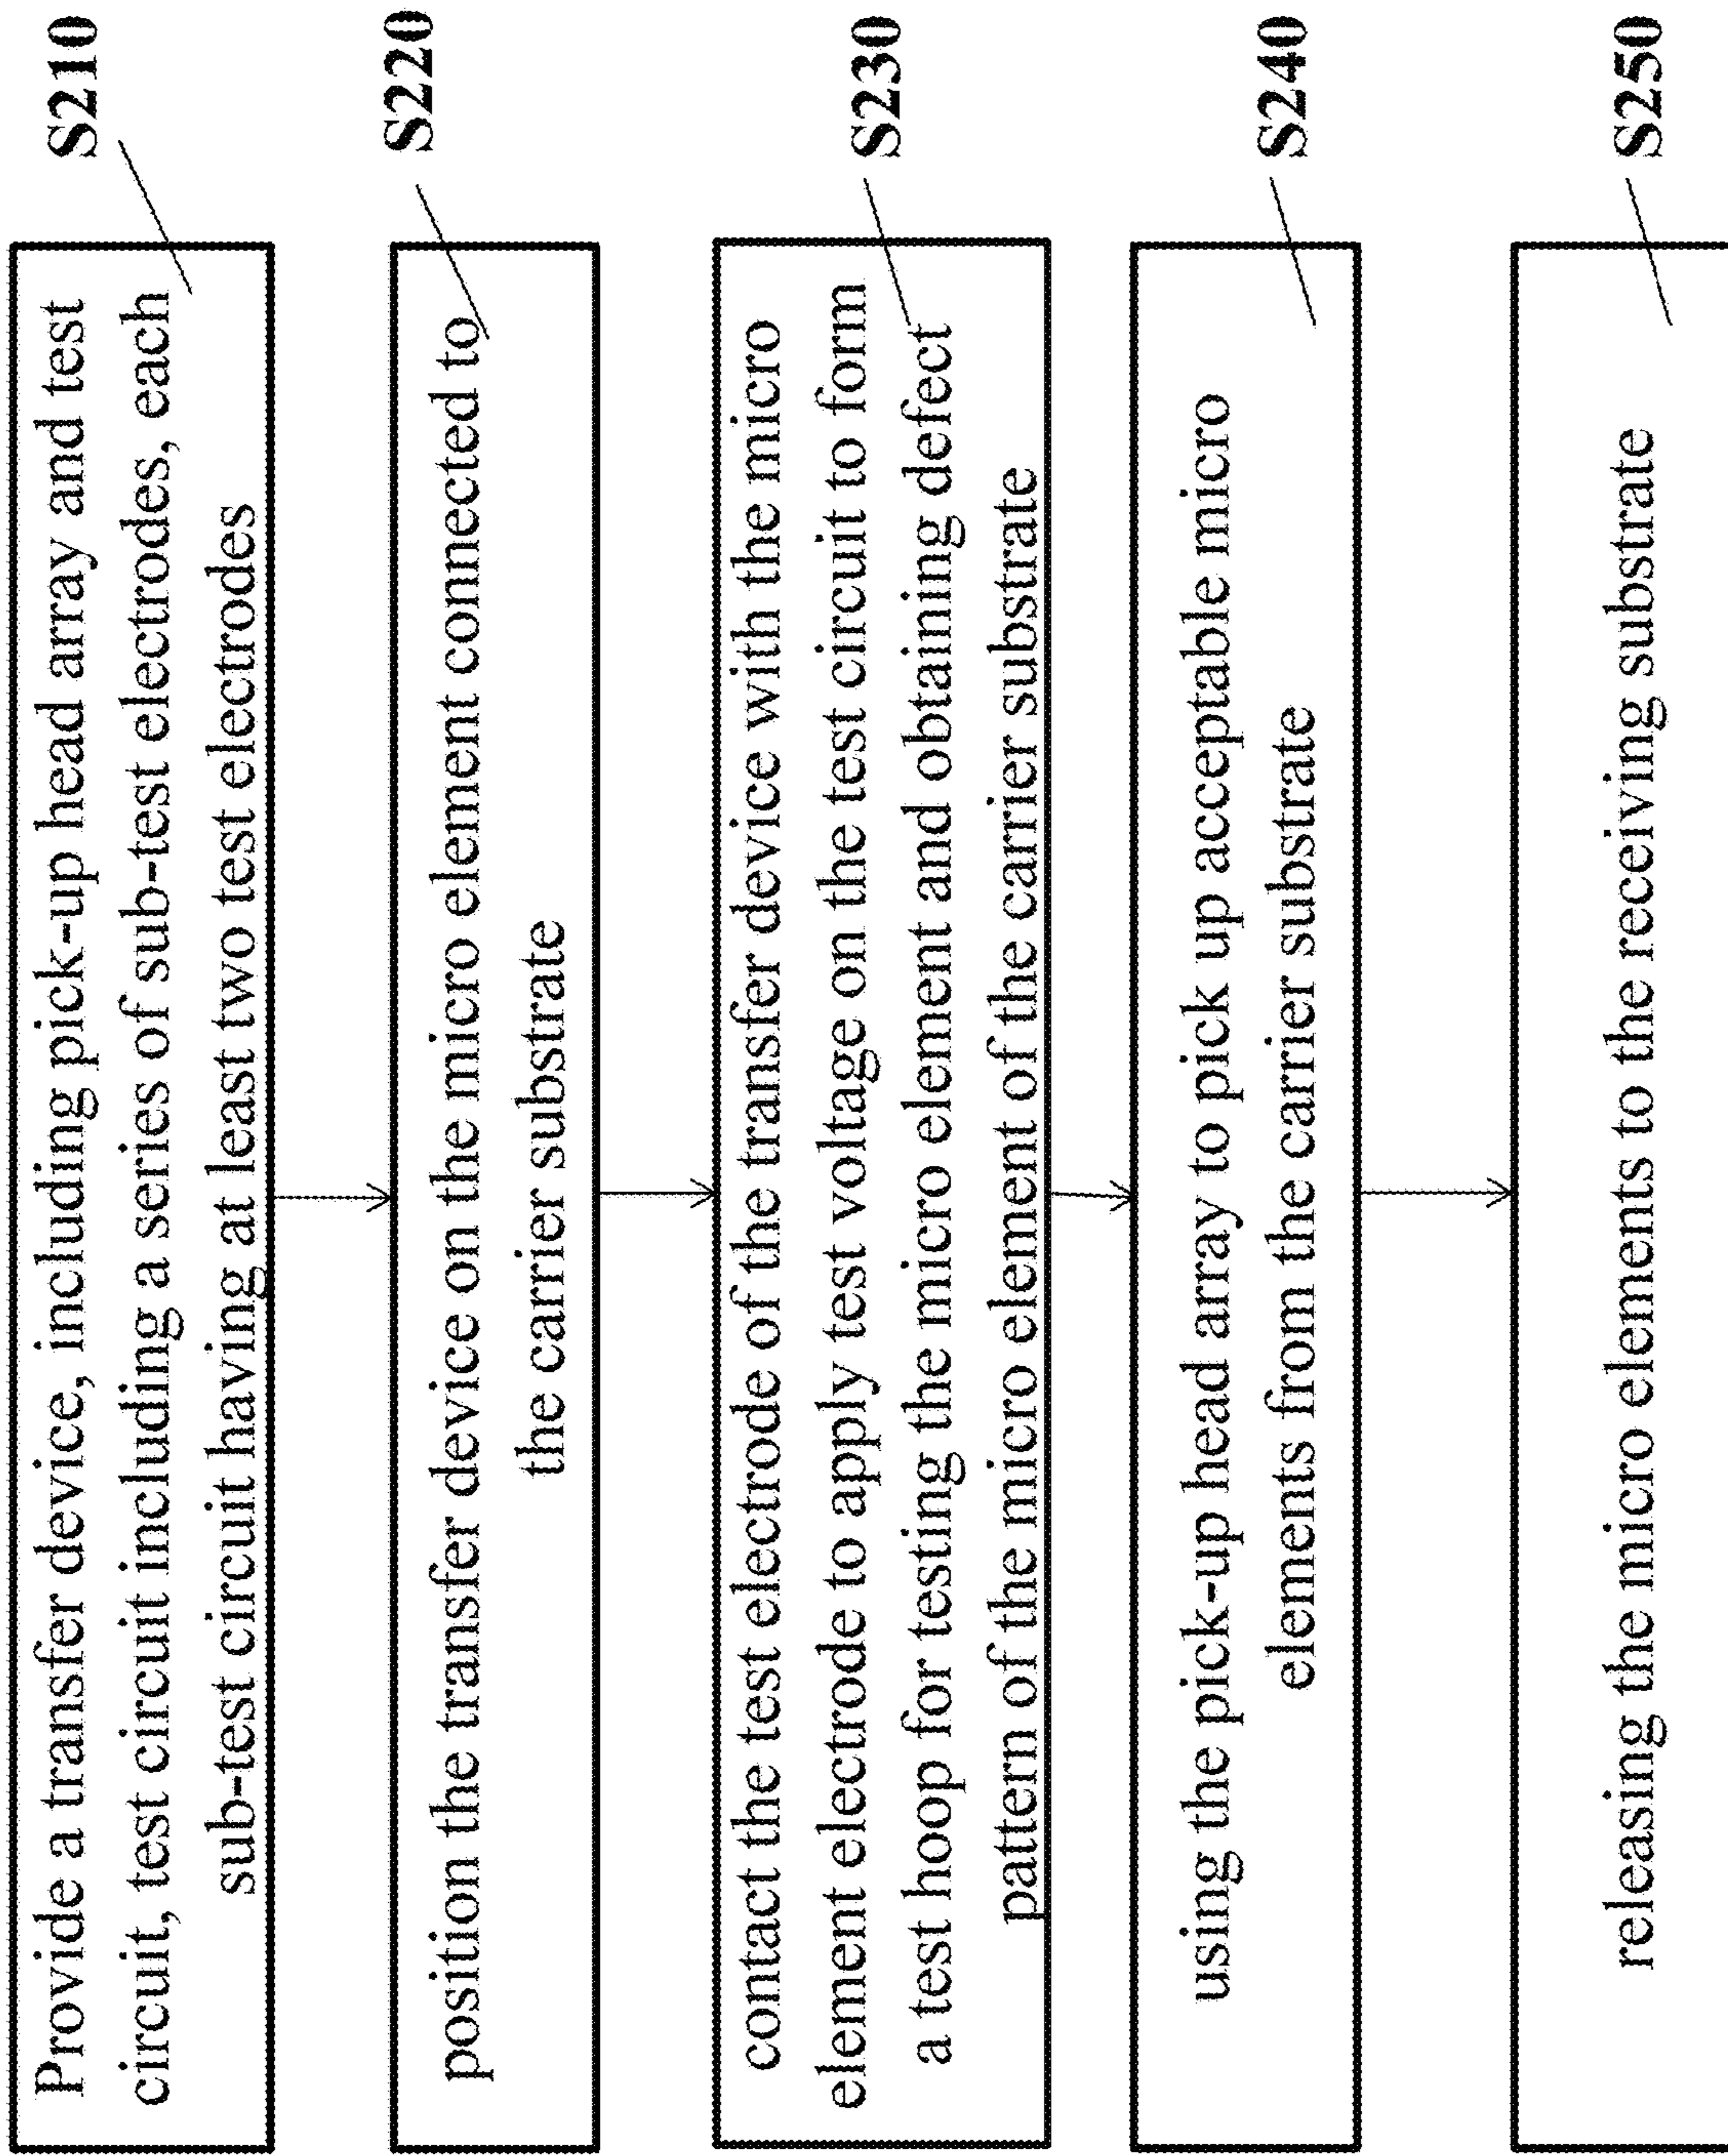 Provide a transfer device, including pick-up head array and test
circuit, test circuit including a series of sub-test electrodes, each
sub-test circuit having at least two test electrodes
S210
position the transfer device on the micro element connected to
the carrier substrate
S220
contact the test electrode of the transfer device with the micro
element electrode to apply test voltage on the test circuit to form
a test hoop for testing the micro element and obtaining defect
pattern of the micro element of the carrier substrate
S230
using the pick-up head array to pick up acceptable micro
elements from the carrier substrate
S240
releasing the micro elements to the receiving substrate
S250